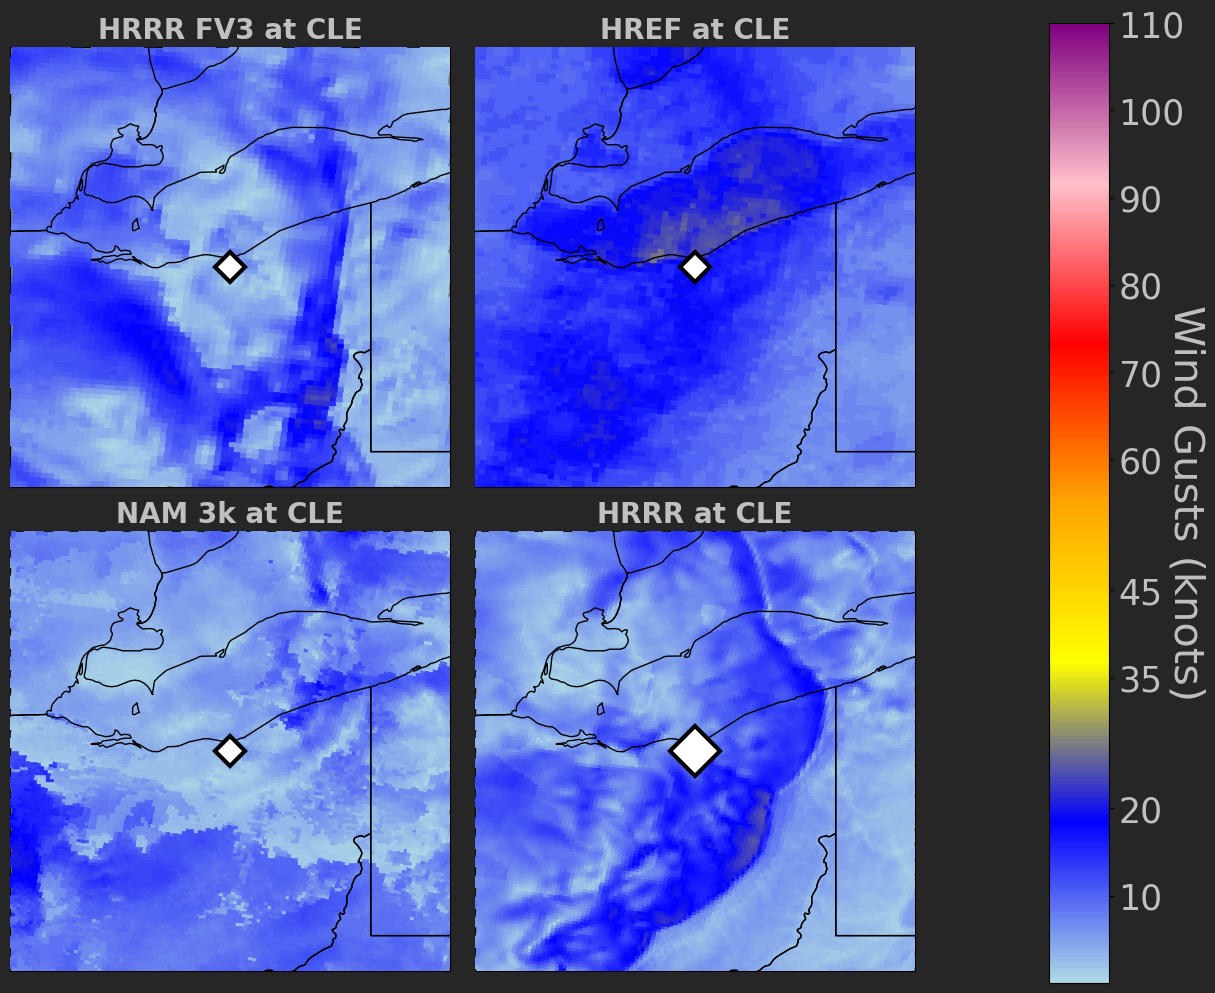 HRRR FV3 at CLE
HREF at CLE
NAM 3k at CLE
HRRR at CLE
110
100
90
80
70
60
45
35
20
10
Wind Gusts (knots)